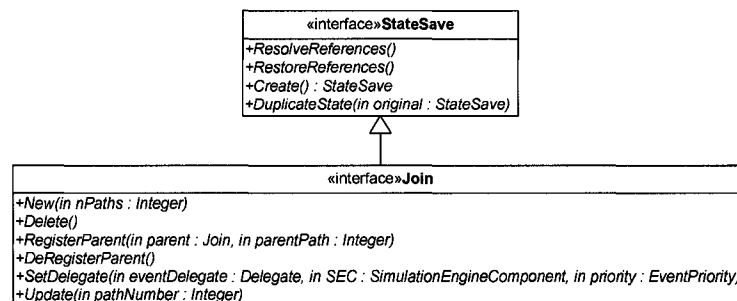 «interface»StateSave
+ResolveReferences()
+RestoreReferences()
+Create() : StateSave
+DuplicateState(in original : StateSave)
«interface»Join
+New(in nPaths : Integer)
+Delete()
+RegisterParent(in parent : Join, in parentPath : Integer)
+DeRegisterParent()
+SetDelegate(in eventDelegate : Delegate, in SEC : SimulationEngineComponent, in priority : EventPriority)
+Update(in pathNumber : Integer)